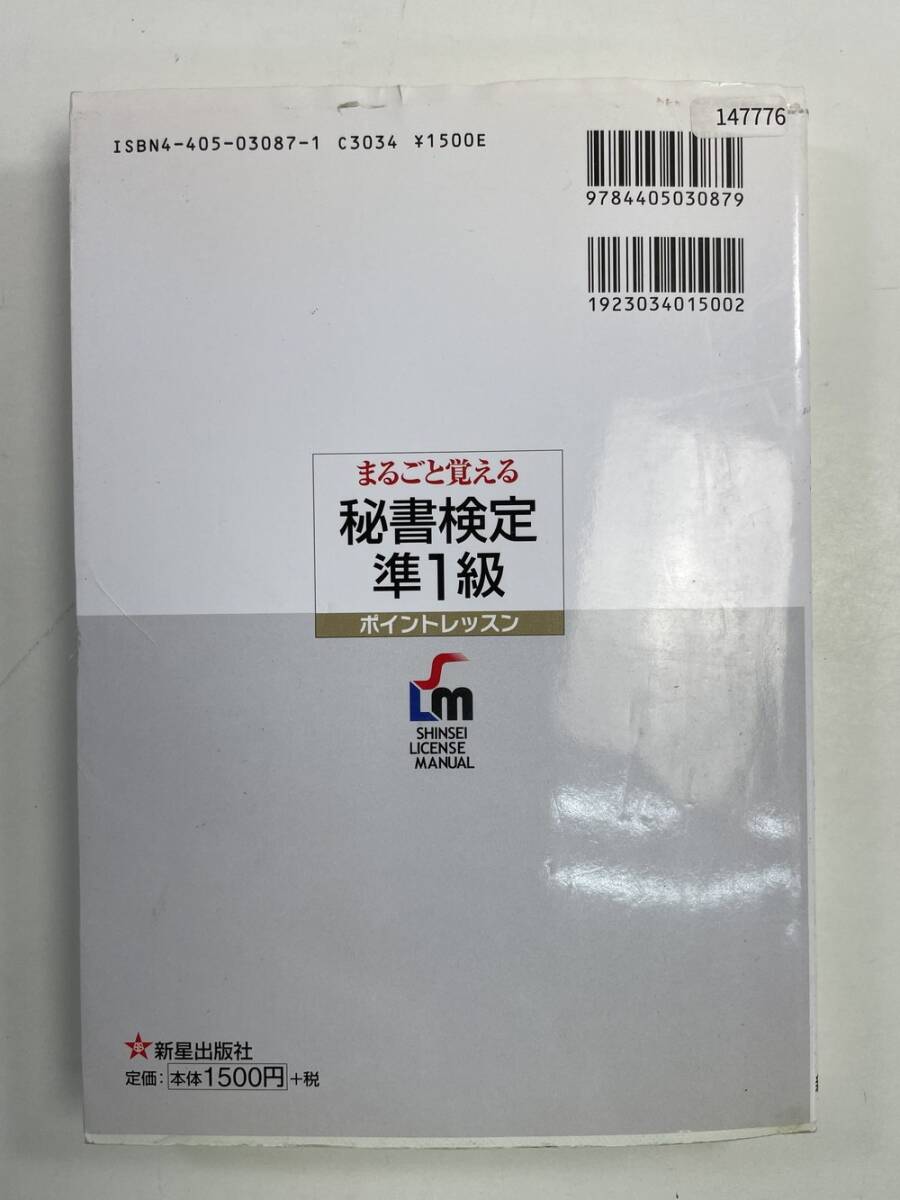 147776
ISBN4-405-03087-1 C3034 ¥1500E
9784405030879
1923034015002
まるごと覚える
秘書検定
準1級
ポイントレッスン
SLM
SHINSEI
LICENSE
MANUAL
新星出版社
定価：本体1500円+税